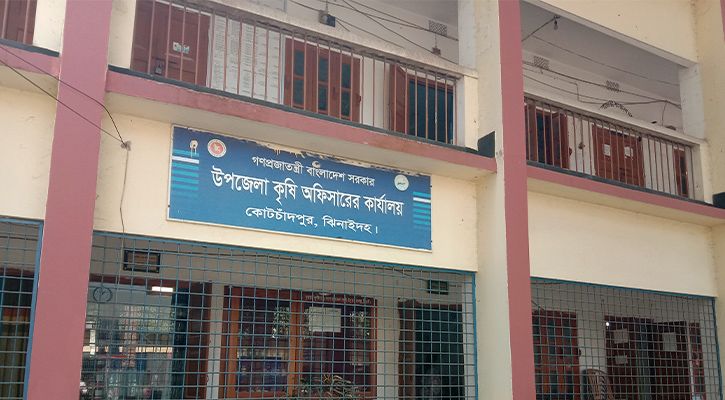 গণপ্রজাতন্ত্রী বাংলাদেশ সরকার
উপজেলা কৃষি অফিসারের কার্যালয়
কোটচাঁদপুর, ঝিনাইদহ।